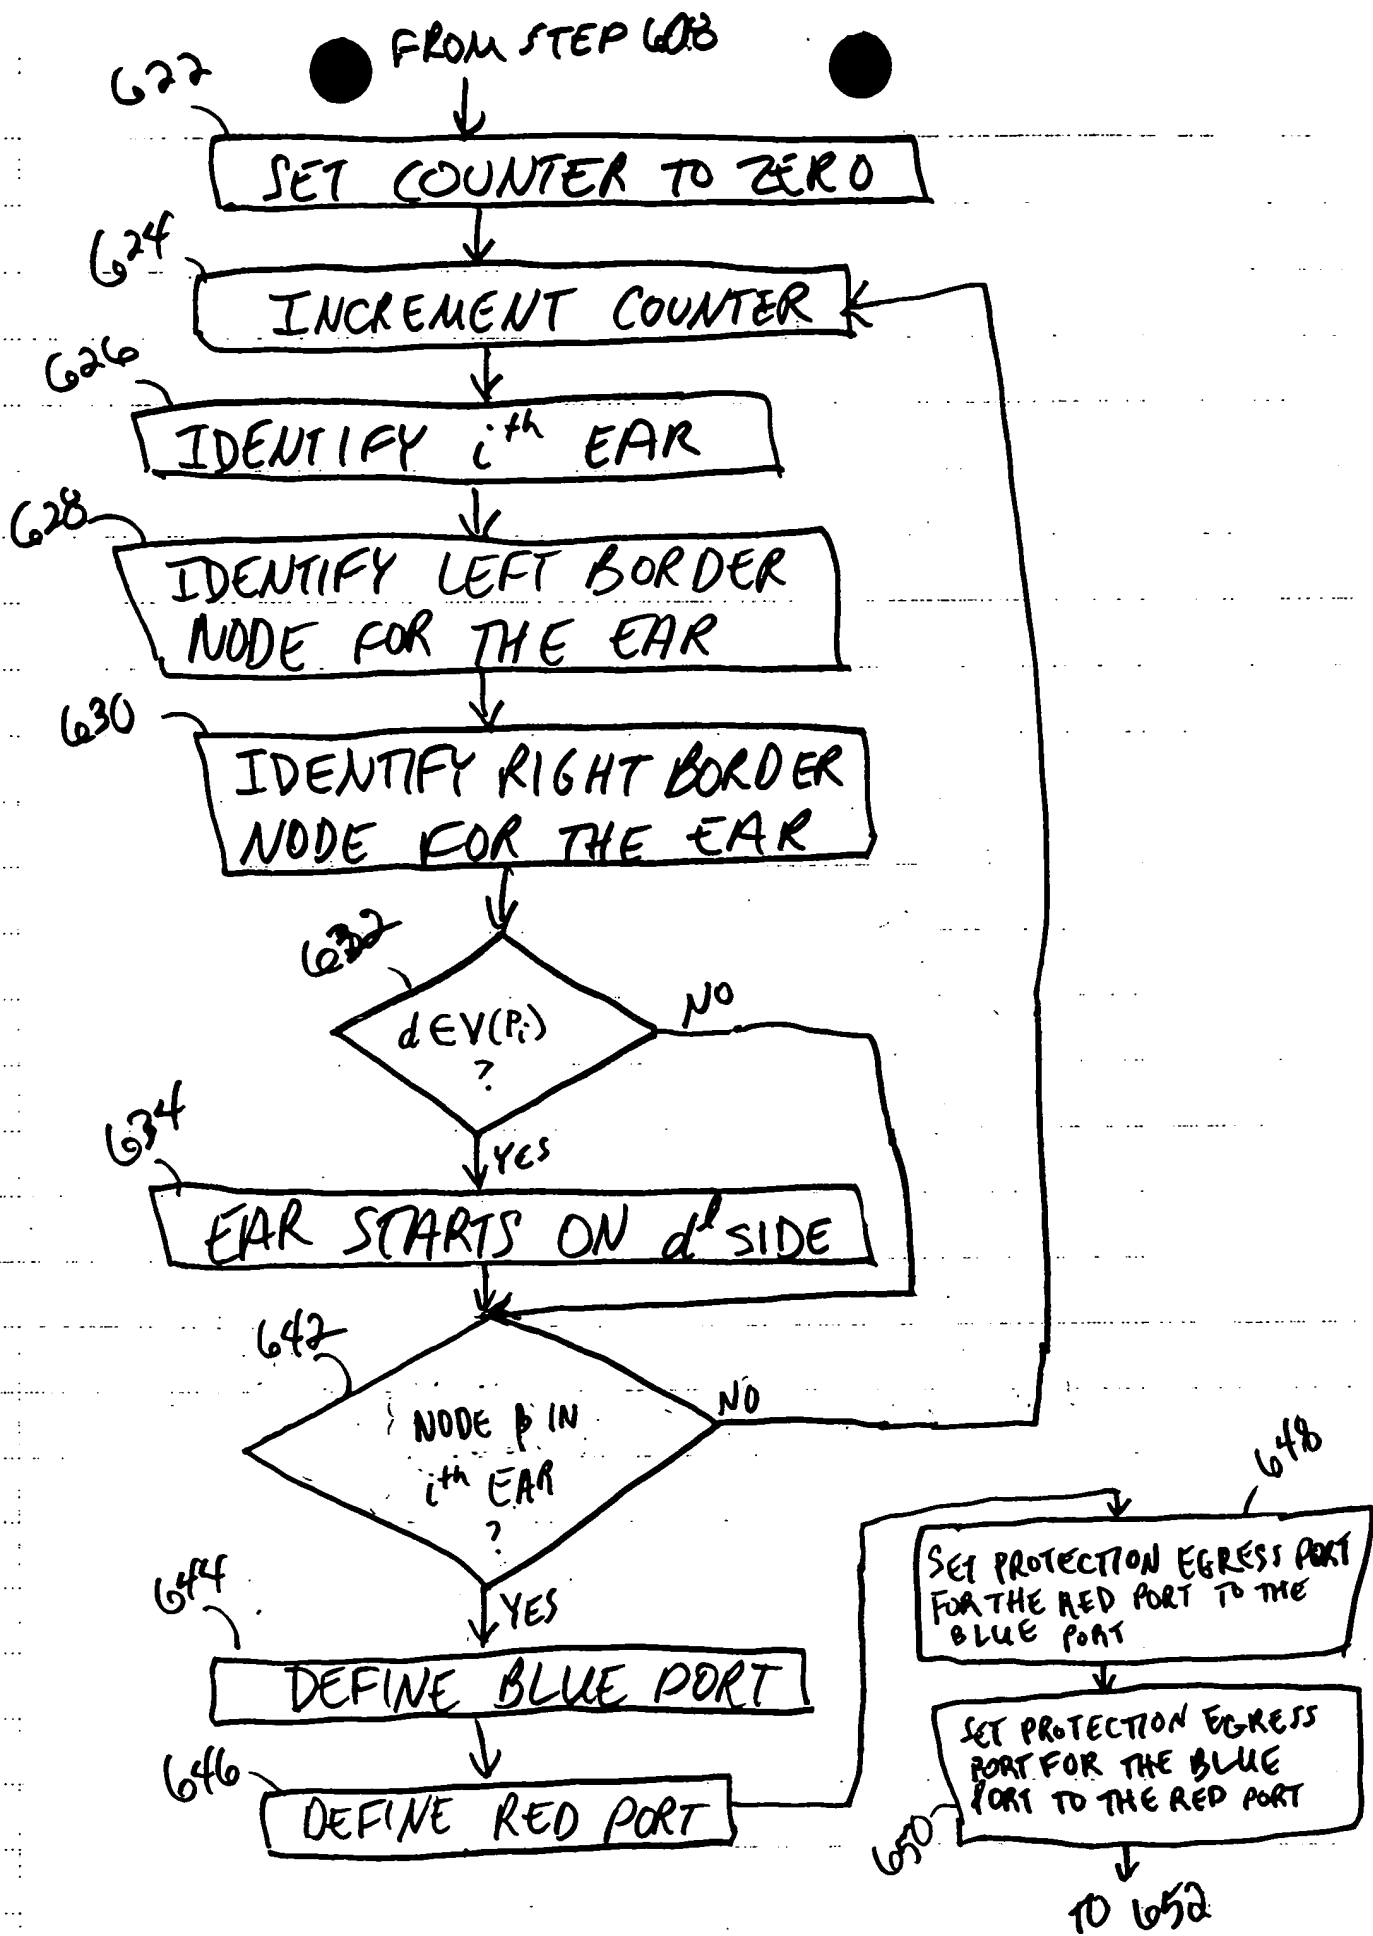 FROM STEP 608
622
SET COUNTER TO ZERO
624
INCREMENT COUNTER
626
IDENTIFY i^th EAR
628
IDENTIFY LEFT BORDER
NODE FOR THE EAR
630
IDENTIFY RIGHT BORDER
NODE FOR THE EAR
632
d∈V(Pi)
?
NO
YES
634
EAR STARTS ON d^l SIDE
642
NODE p IN
i^th EAR
?
NO
YES
644
DEFINE BLUE PORT
646
DEFINE RED PORT
648
SET PROTECTION EGRESS PORT
FOR THE RED PORT TO THE
BLUE PORT
650
SET PROTECTION EGRESS
PORT FOR THE BLUE
PORT TO THE RED PORT
TO 652